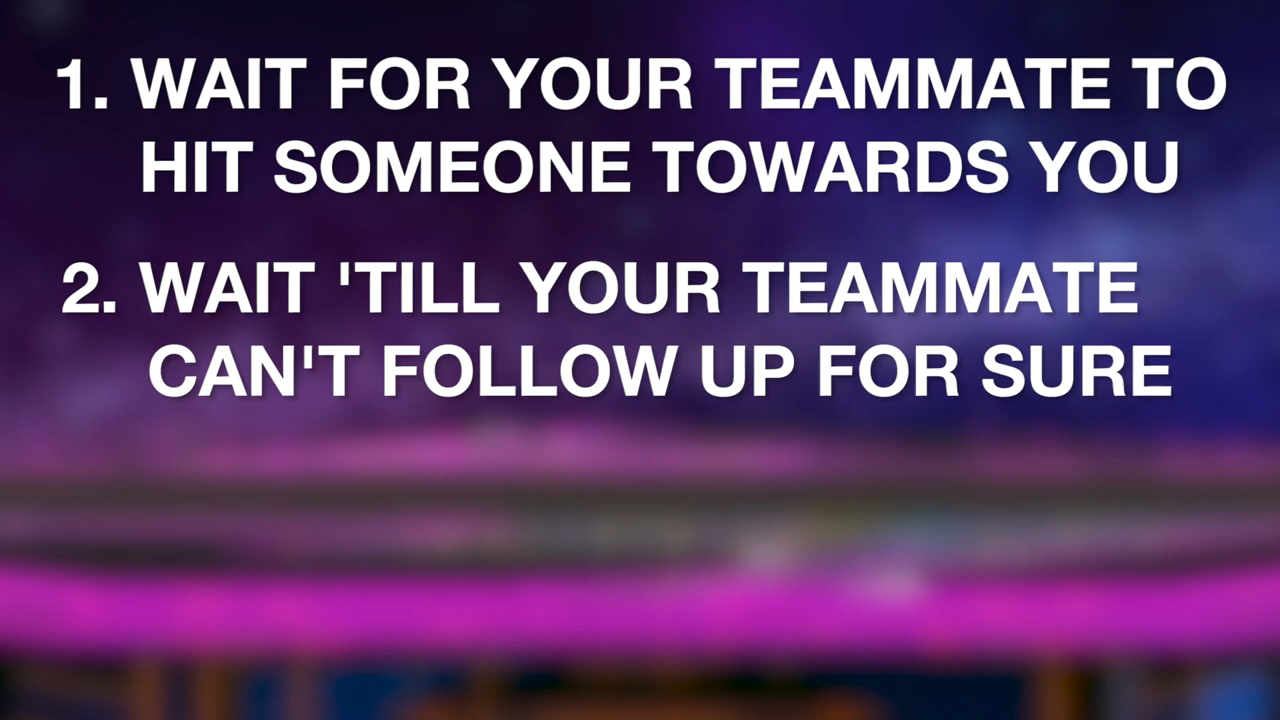 1. WAIT FOR YOUR TEAMMATE TO
HIT SOMEONE TOWARDS YOU
2. WAIT 'TILL YOUR TEAMMATE
CAN'T FOLLOW UP FOR SURE